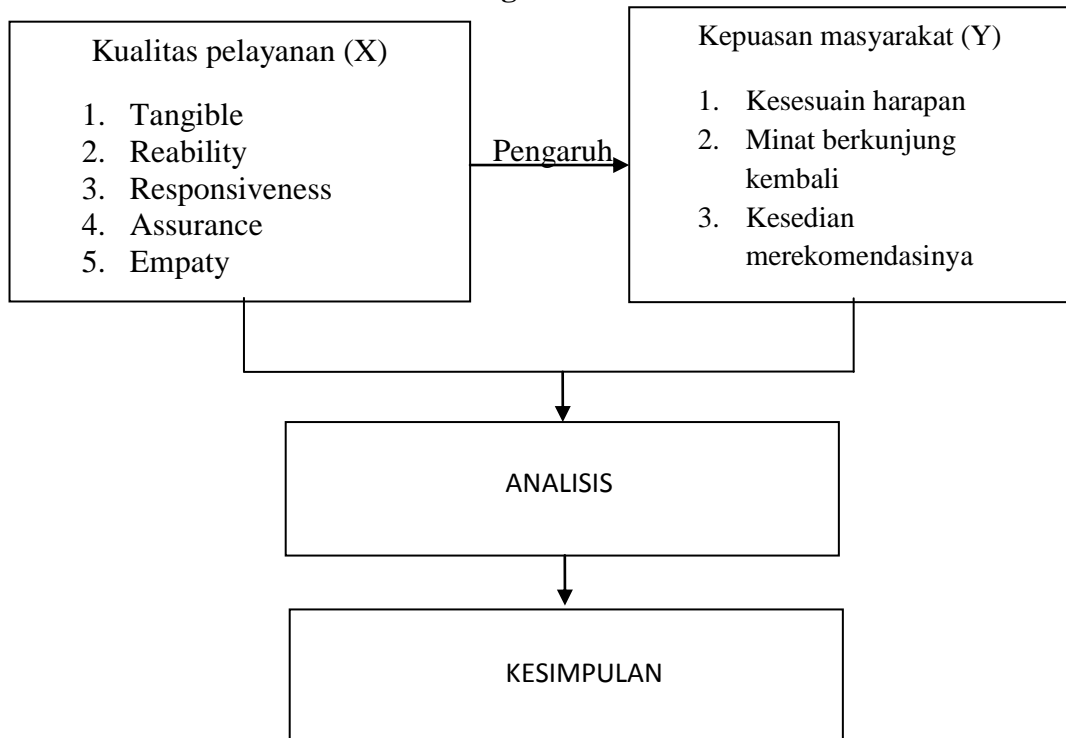 Kualitas pelayanan (X)
1. Tangible
2. Reability
3. Responsiveness
4. Assurance
5. Empaty
Pengaruh
Kepuasan masyarakat (Y)
1. Kesesuain harapan
2. Minat berkunjung
kembali
3. Kesedian
merekomendasinya
ANALISIS
KESIMPULAN